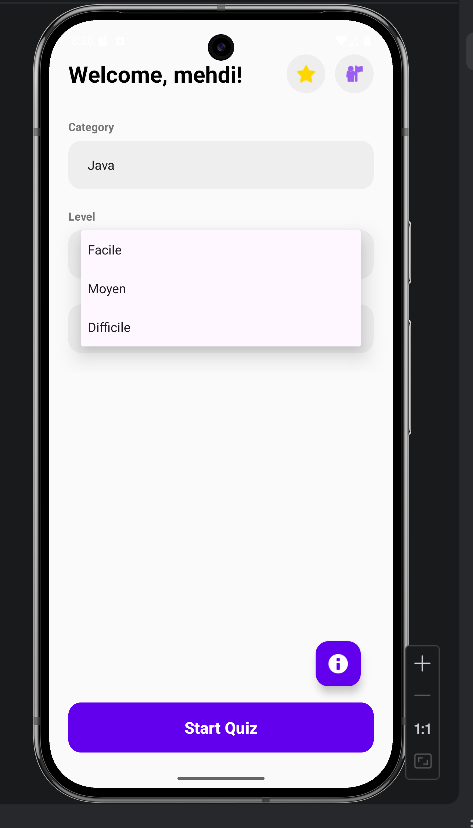 Welcome, mehdi!
Category
Java
Level
Facile
Moyen
Difficile
Start Quiz
1:1